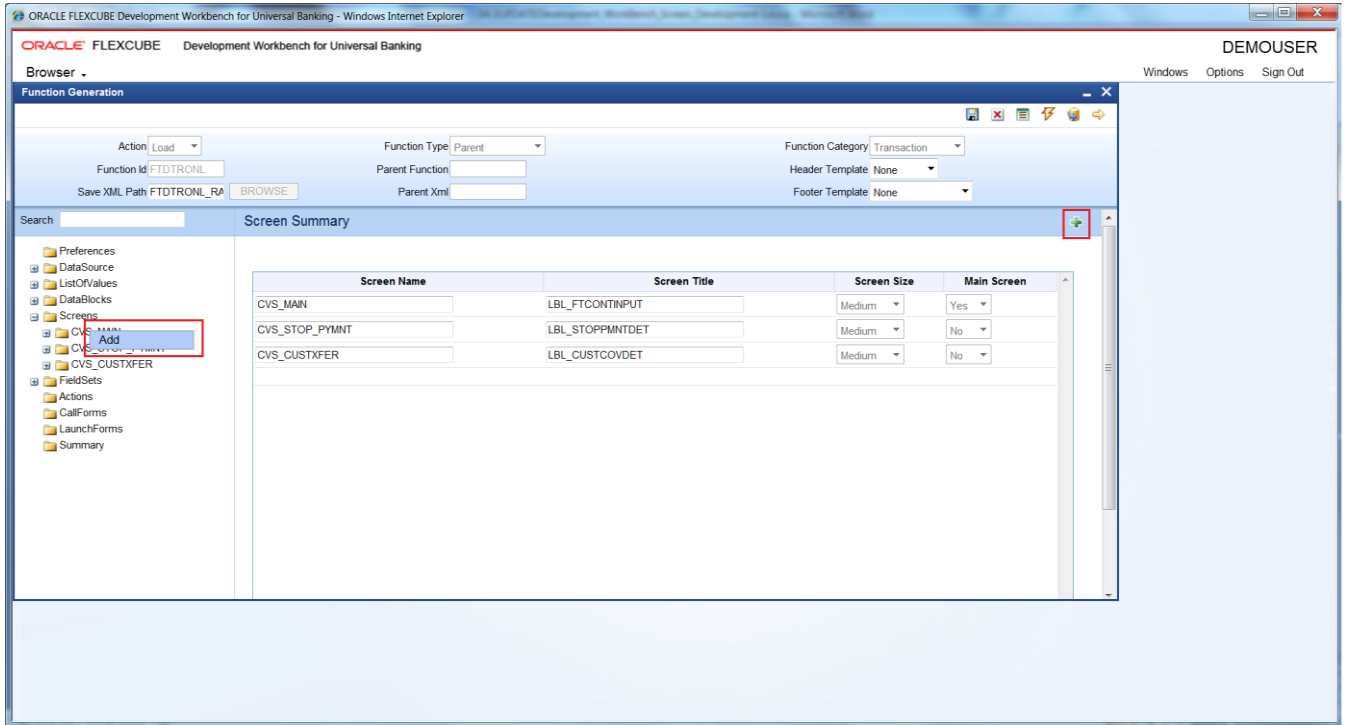 ORACLE FLEXCUBE Development Workbench for Universal Banking - Windows Internet Explorer
ORACLE FLEXCUBE Development Workbench for Universal Banking DEMOUSER
Browser Windows Options Sign Out
Function Generation
Action Load Function Type Parent Function Category Transaction
Function Id FTDTRONL Parent Function Header Template None
Save XML Path FTDTRONL_RA BROWSE Parent Xml Footer Template None
Search Screen Summary
Preferences
DataSource
ListOfValues
DataBlocks
Screens
CVS_MAIN
Add
CVS_STOP_PYMNT
CVS_CUSTXFER
FieldSets
Actions
CallForms
LaunchForms
Summary
Screen Name Screen Title Screen Size Main Screen
CVS_MAIN LBL_FTCONTINPUT Medium Yes
CVS_STOP_PYMNT LBL_STOPPMNTDET Medium No
CVS_CUSTXFER LBL_CUSTCOVDET Medium No